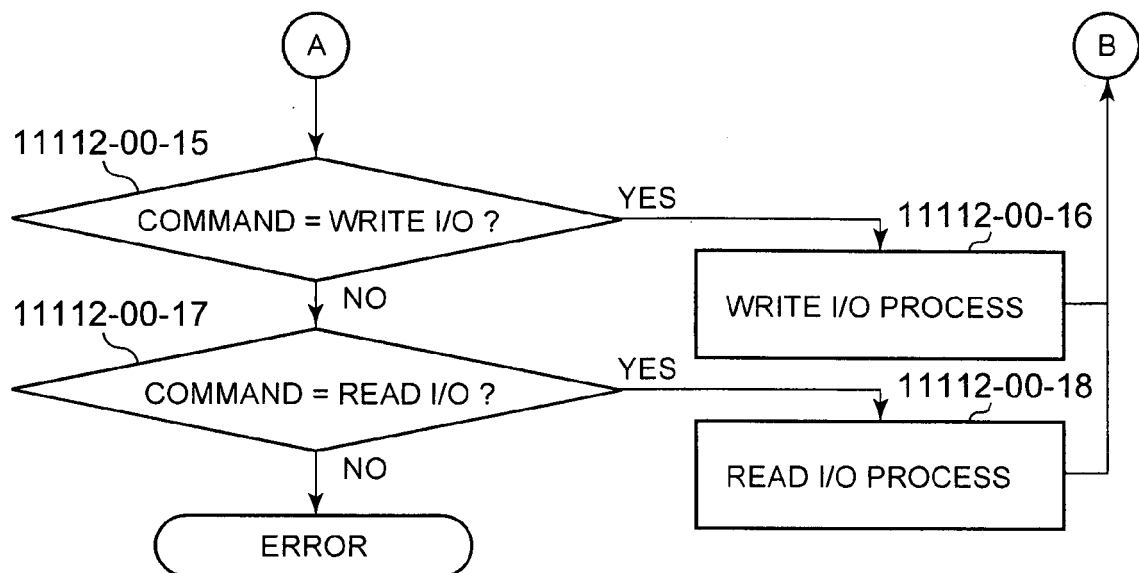 A
B
11112-00-15
COMMAND = WRITE I/O ?
YES
11112-00-16
WRITE I/O PROCESS
NO
11112-00-17
COMMAND = READ I/O ?
YES
11112-00-18
READ I/O PROCESS
NO
ERROR